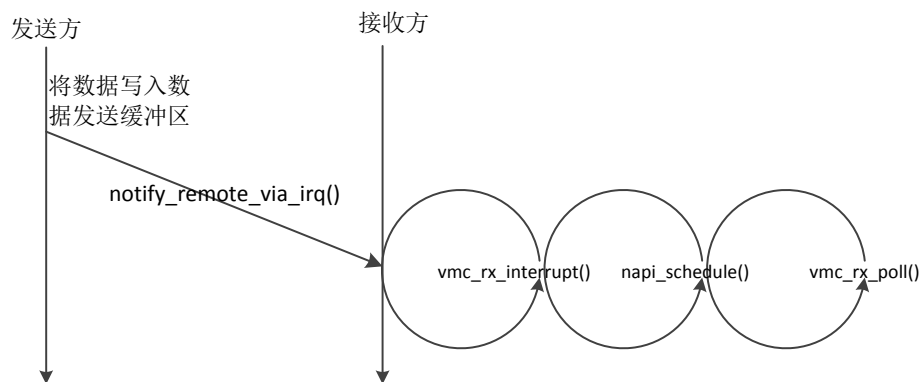 发送方
接收方
将数据写入数
据发送缓冲区
notify_remote_via_irq()
vmc_rx_interrupt()
napi_schedule()
vmc_rx_poll()